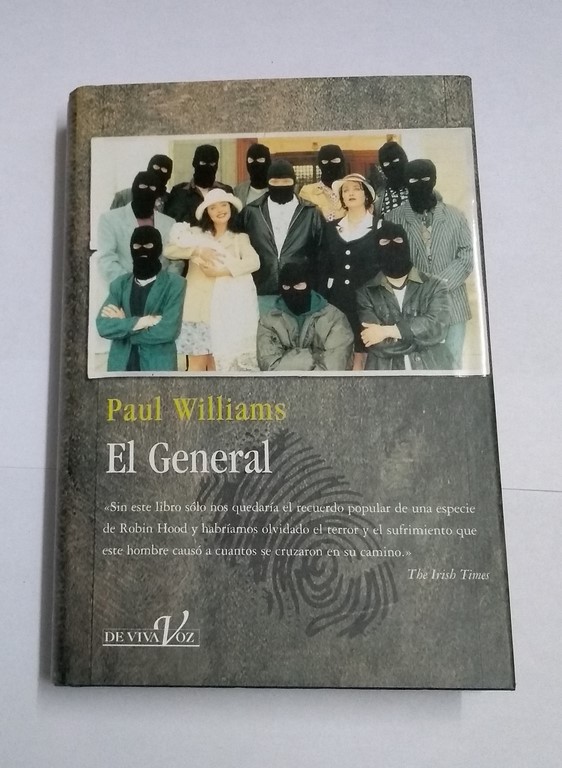 Paul Williams
El General
«Sin este libro sólo nos quedaría el recuerdo popular de una especie
de Robin Hood y habríamos olvidado el terror y el sufrimiento que
este hombre causó a cuantos se cruzaron en su camino.»
The Irish Times
DE VIVA VOZ